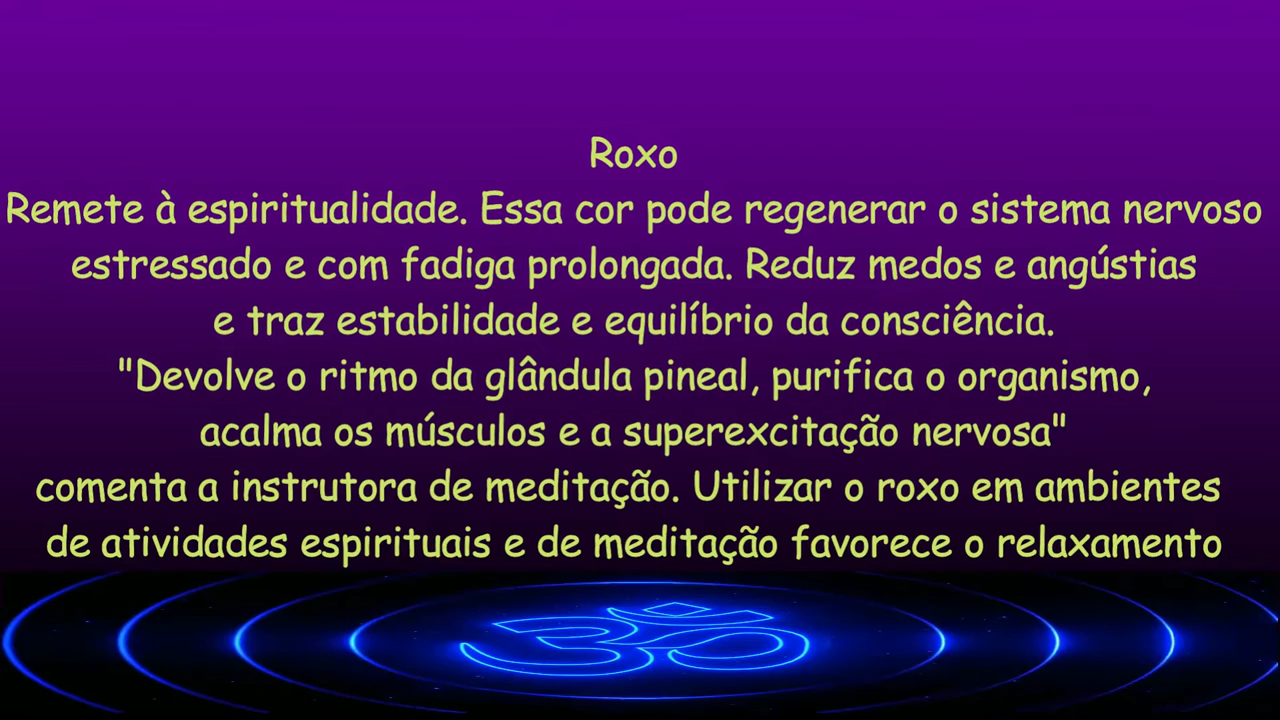 Roxo
Remete à espiritualidade. Essa cor pode regenerar o sistema nervoso
estressado e com fadiga prolongada. Reduz medos e angústias
e traz estabilidade e equilíbrio da consciência.
"Devolve o ritmo da glândula pineal, purifica o organismo,
acalma os músculos e a superexcitação nervosa"
comenta a instrutora de meditação. Utilizar o roxo em ambientes
de atividades espirituais e de meditação favorece o relaxamento
ॐ